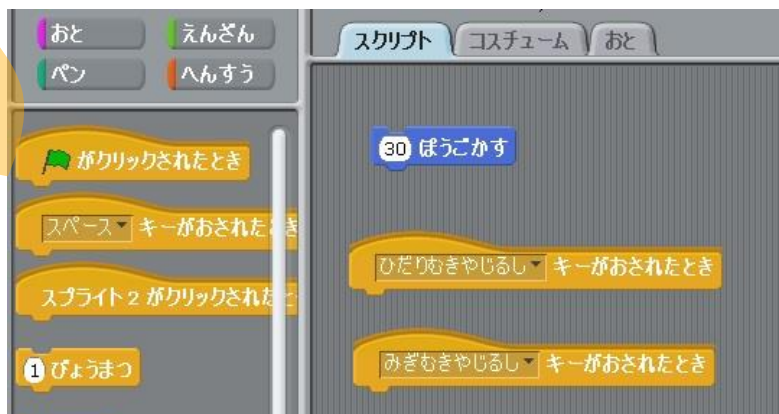 おと えんざん
ペン へんすう
スクリプト コスチューム おと
がクリックされたとき
スペース キーがおされたとき
スプライト2 がクリックされた
1 びょうまつ
30 ぽうごかす
ひだりむきやじるし キーがおされたとき
みぎむきやじるし キーがおされたとき